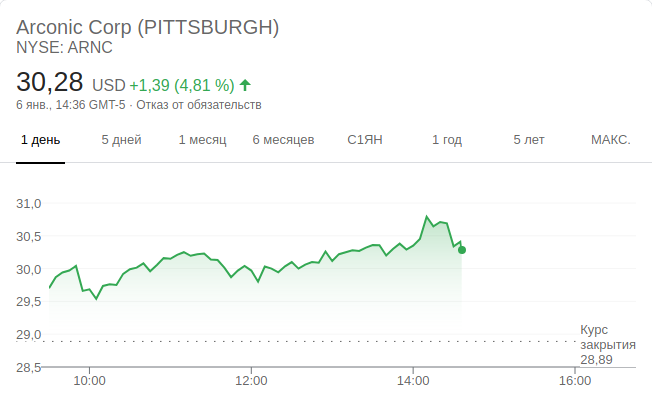 Arconic Corp (PITTSBURGH)
NYSE: ARNC
30,28 USD +1,39 (4,81 %)
6 янв., 14:36 GMT-5 · Отказ от обязательств
1 день 5 дней 1 месяц 6 месяцев С1ЯН 1 год 5 лет МАКС.
31,0
30,5
30,0
29,5
29,0
28,5
Курс
закрытия
28,89
10:00 12:00 14:00 16:00